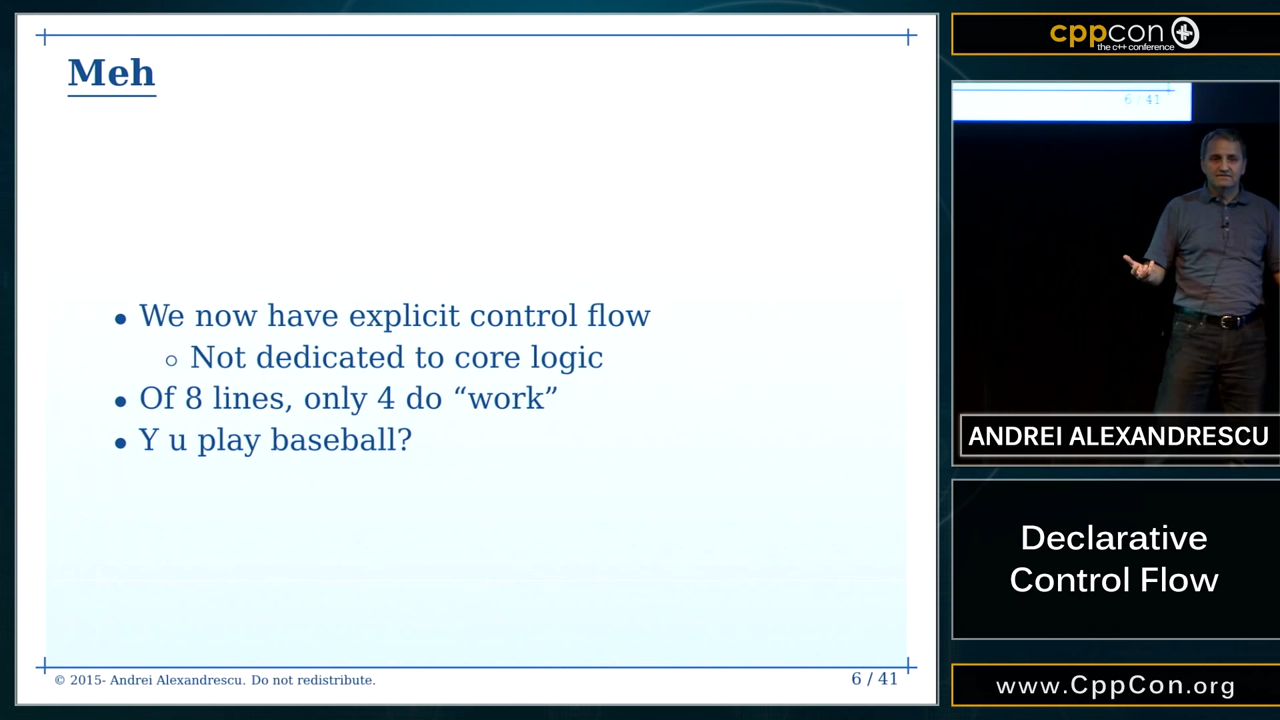 Meh
• We now have explicit control flow
◦ Not dedicated to core logic
• Of 8 lines, only 4 do “work”
• Y u play baseball?
© 2015- Andrei Alexandrescu. Do not redistribute.
6 / 41
cppcon
the c++ conference
6 / 41
ANDREI ALEXANDRESCU
Declarative
Control Flow
www.CppCon.org